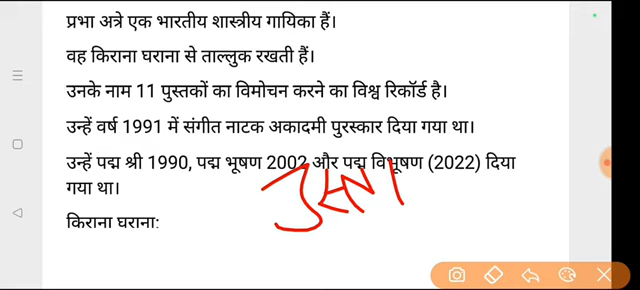 प्रभा अत्रे एक भारतीय शास्त्रीय गायिका हैं।
वह किराना घराना से ताल्लुक रखती हैं।
उनके नाम 11 पुस्तकों का विमोचन करने का विश्व रिकॉर्ड है।
उन्हें वर्ष 1991 में संगीत नाटक अकादमी पुरस्कार दिया गया था।
उन्हें पद्म श्री 1990, पद्म भूषण 2002 और पद्म विभूषण (2022) दिया
गया था।
किराना घराना: